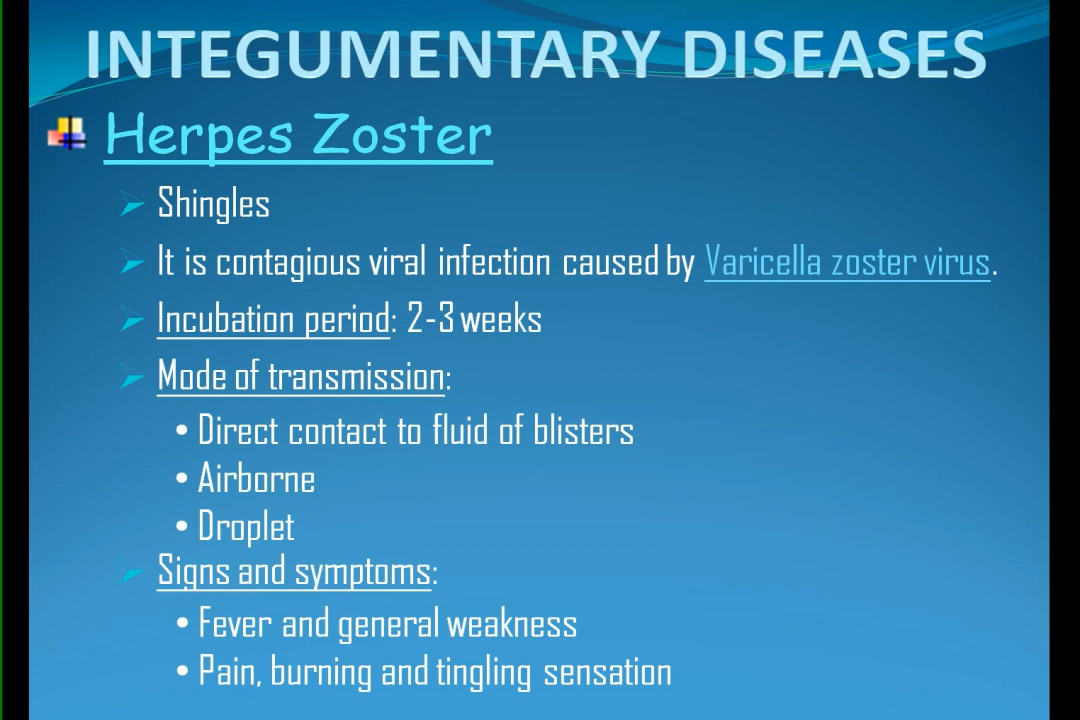 INTEGUMENTARY DISEASES
Herpes Zoster
Shingles
It is contagious viral infection caused by Varicella zoster virus.
Incubation period: 2-3 weeks
Mode of transmission:
• Direct contact to fluid of blisters
• Airborne
• Droplet
Signs and symptoms:
• Fever and general weakness
• Pain, burning and tingling sensation